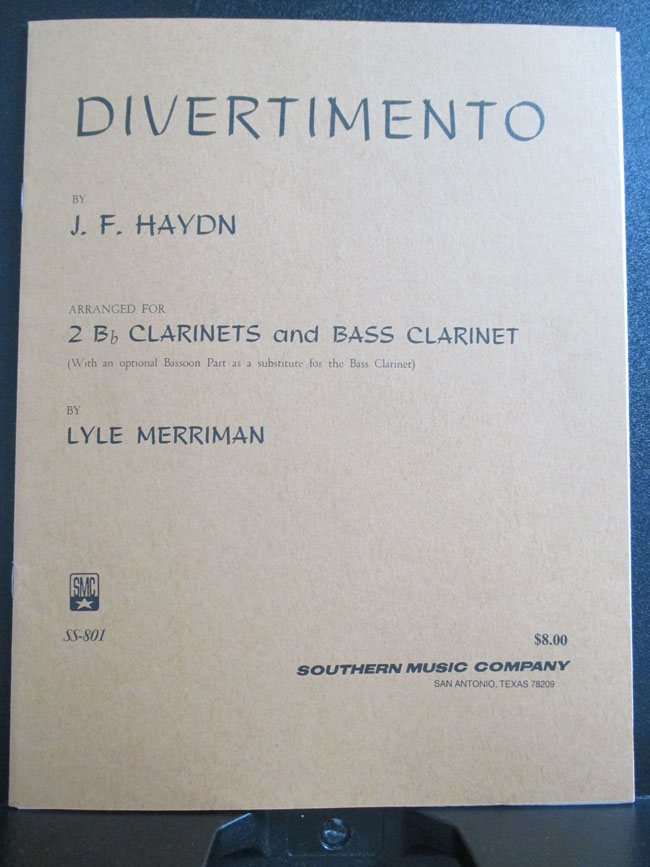 DIVERTIMENTO
BY
J. F. HAYDN
ARRANGED FOR
2 B♭ CLARINETS and BASS CLARINET
(With an optional Bassoon Part as a substitute for the Bass Clarinet)
BY
LYLE MERRIMAN
SMC
SS-801
$8.00
SOUTHERN MUSIC COMPANY
SAN ANTONIO, TEXAS 78209